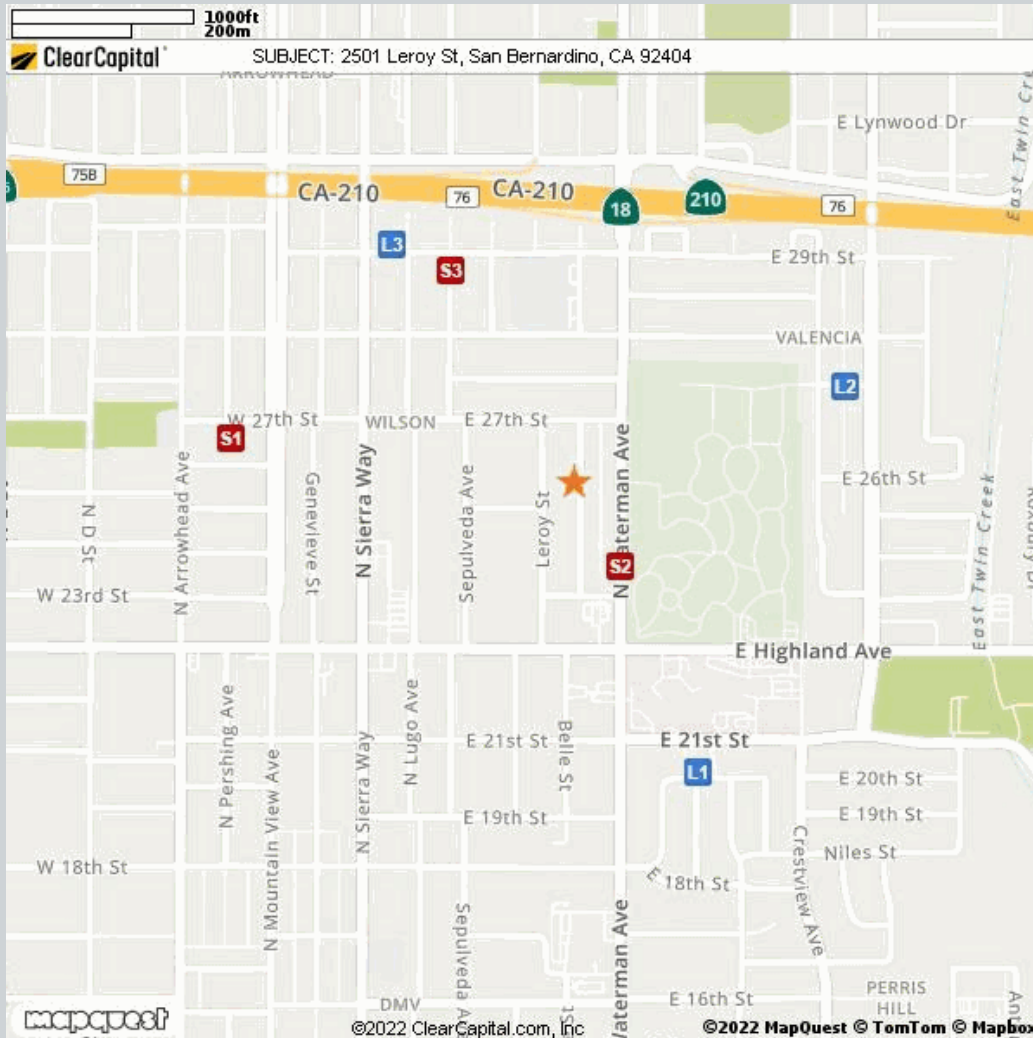 1000ft
200m
ClearCapital
SUBJECT: 2501 Leroy St, San Bernardino, CA 92404
ARROWHEAD
E Lynwood Dr
East Twin Cre
75B
CA-210
76
CA-210
18
210
76
L3
S3
E 29th St
VALENCIA
L2
W 27th St
WILSON
E 27th St
S1
N Arrowhead Ave
N D St
Genevieve St
N Sierra Way
Sepulveda Ave
Leroy St
N Waterman Ave
E 26th St
S2
East Twin Creek
W 23rd St
E Highland Ave
N Pershing Ave
N Mountain View Ave
N Sierra Way
N Lugo Ave
E 21st St
Belle St
E 21st St
L1
E 20th St
E 19th St
E 19th St
Niles St
W 18th St
E 18th St
Crestview Ave
Sepulveda A
Waterman Ave
DMV
E 16th St
PERRIS
HILL
mapquest
©2022 ClearCapital.com, Inc
©2022 MapQuest © TomTom © Mapbox